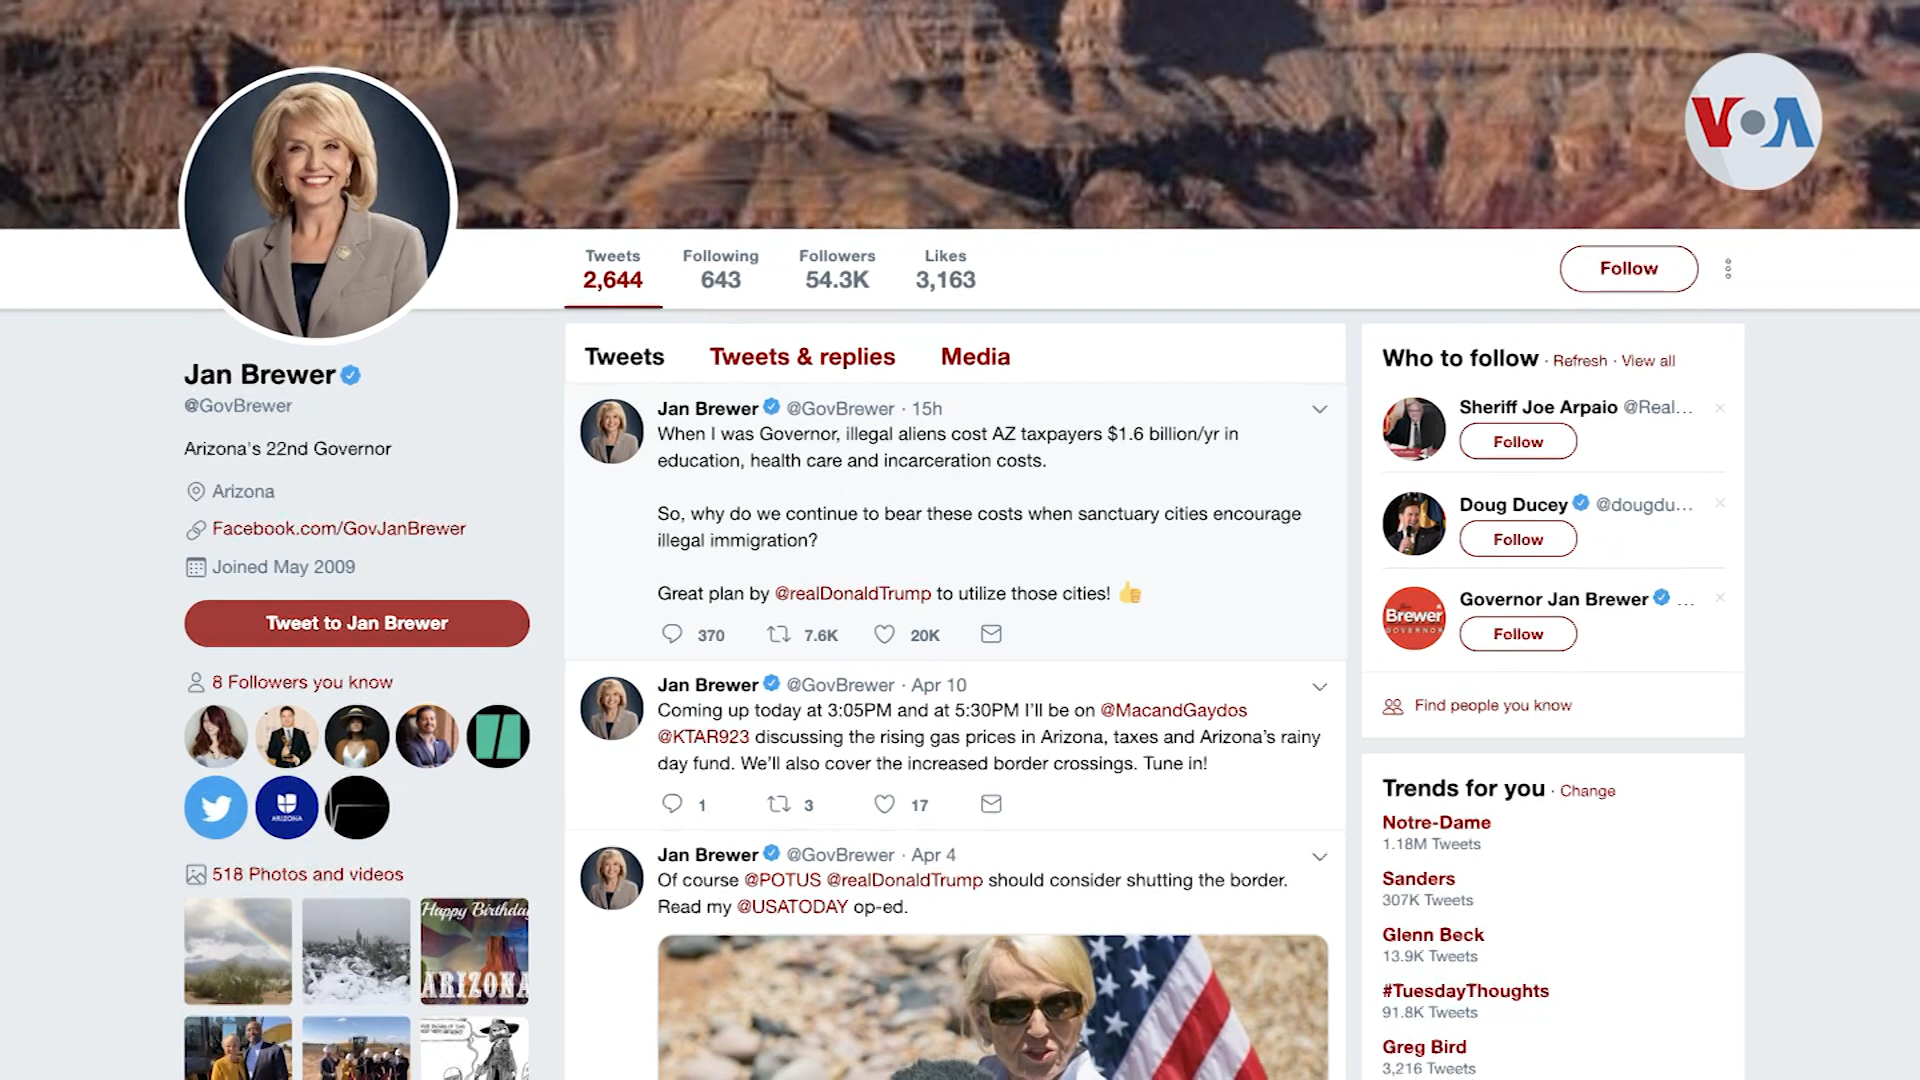 VOA
Tweets
2,644
Following
643
Followers
54.3K
Likes
3,163
Follow
Jan Brewer
@GovBrewer
Arizona's 22nd Governor
Arizona
Facebook.com/GovJanBrewer
Joined May 2009
Tweet to Jan Brewer
8 Followers you know
ARIZONA
518 Photos and videos
Happy Birthday
ARIZONA
Tweets Tweets & replies Media
Jan Brewer @GovBrewer · 15h
When I was Governor, illegal aliens cost AZ taxpayers $1.6 billion/yr in
education, health care and incarceration costs.
So, why do we continue to bear these costs when sanctuary cities encourage
illegal immigration?
Great plan by @realDonaldTrump to utilize those cities! 👍
370 7.6K 20K
Jan Brewer @GovBrewer · Apr 10
Coming up today at 3:05PM and at 5:30PM I'll be on @MacandGaydos
@KTAR923 discussing the rising gas prices in Arizona, taxes and Arizona's rainy
day fund. We'll also cover the increased border crossings. Tune in!
1 3 17
Jan Brewer @GovBrewer · Apr 4
Of course @POTUS @realDonaldTrump should consider shutting the border.
Read my @USATODAY op-ed.
Who to follow · Refresh · View all
Sheriff Joe Arpaio @Real...
Follow
Doug Ducey @dougdu...
Follow
Brewer
GOVERNOR
Governor Jan Brewer ...
Follow
Find people you know
Trends for you · Change
Notre-Dame
1.18M Tweets
Sanders
307K Tweets
Glenn Beck
13.9K Tweets
#TuesdayThoughts
91.8K Tweets
Greg Bird
3,216 Tweets